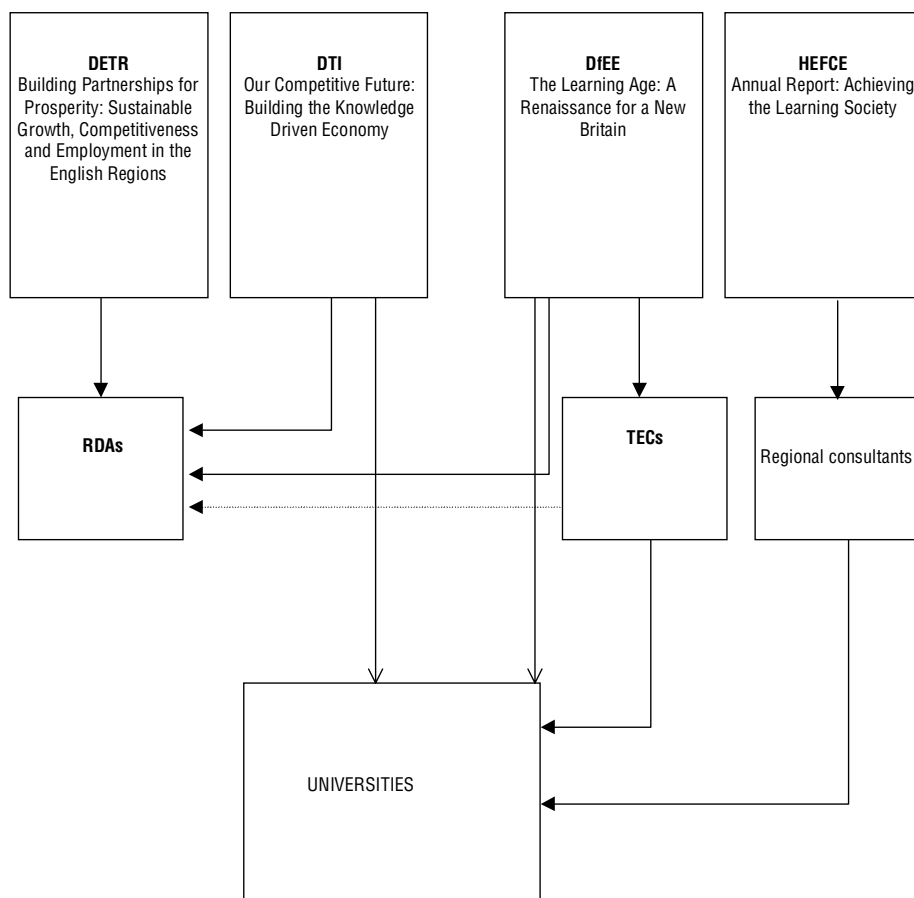 DETR
Building Partnerships for
Prosperity: Sustainable
Growth, Competitiveness
and Employment in the
English Regions
DTI
Our Competitive Future:
Building the Knowledge
Driven Economy
DfEE
The Learning Age: A
Renaissance for a New
Britain
HEFCE
Annual Report: Achieving
the Learning Society
RDAs
TECs
Regional consultants
UNIVERSITIES